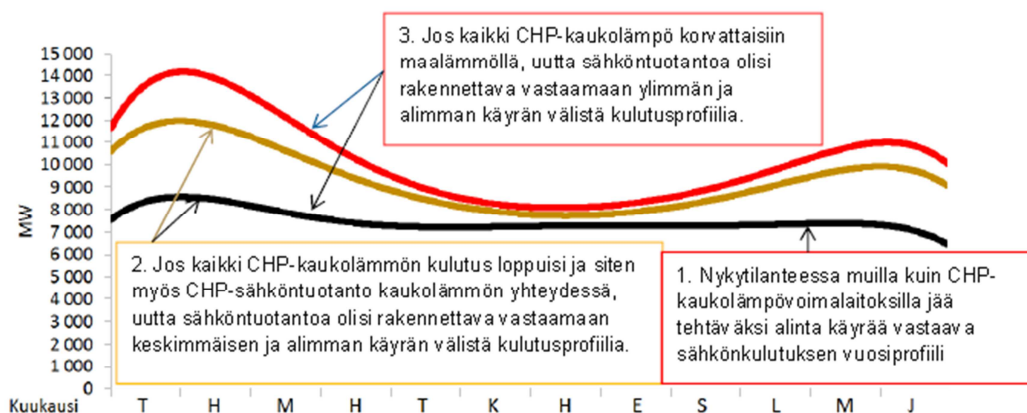 3. Jos kaikki CHP-kaukolämpö korvattaisiin
maalämmöllä, uutta sähköntuotantoa olisi
rakennettava vastaamaan ylimmän ja
alimman käyrän välistä kulutusprofiilia.
15 000
14 000
13 000
12 000
11 000
10 000
9 000
8 000
7 000
6 000
5 000
4 000
3 000
2 000
1 000
0
MW
2. Jos kaikki CHP-kaukolämmön kulutus loppuisi ja siten
myös CHP-sähköntuotanto kaukolämmön yhteydessä,
uutta sähköntuotantoa olisi rakennettava vastaamaan
keskimmäisen ja alimman käyrän välistä kulutusprofiilia.
1. Nykytilanteessa muilla kuin CHP-
kaukolämpövoimalaitoksilla jää
tehtäväksi alinta käyrää vastaava
sähkönkulutuksen vuosiprofiili
Kuukausi T H M H T K H E S L M J